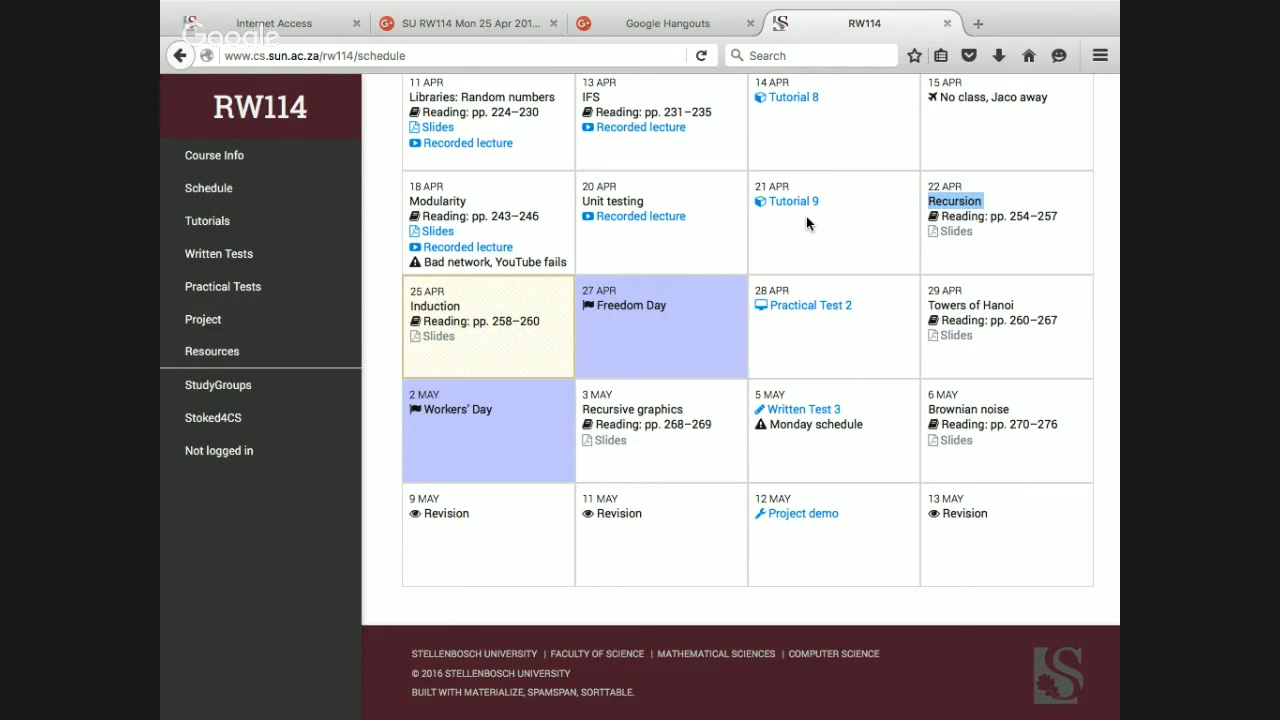 Internet Access
SU RW114 Mon 25 Apr 201...
Google Hangouts
RW114
Google
www.cs.sun.ac.za/rw114/schedule
Search
RW114
Course Info
Schedule
Tutorials
Written Tests
Practical Tests
Project
Resources
StudyGroups
Stoked4CS
Not logged in
11 APR
Libraries: Random numbers
Reading: pp. 224–230
Slides
Recorded lecture
13 APR
IFS
Reading: pp. 231–235
Recorded lecture
14 APR
Tutorial 8
15 APR
No class, Jaco away
18 APR
Modularity
Reading: pp. 243–246
Slides
Recorded lecture
Bad network, YouTube fails
20 APR
Unit testing
Recorded lecture
21 APR
Tutorial 9
22 APR
Recursion
Reading: pp. 254–257
Slides
25 APR
Induction
Reading: pp. 258–260
Slides
27 APR
Freedom Day
28 APR
Practical Test 2
29 APR
Towers of Hanoi
Reading: pp. 260–267
Slides
2 MAY
Workers' Day
3 MAY
Recursive graphics
Reading: pp. 268–269
Slides
5 MAY
Written Test 3
Monday schedule
6 MAY
Brownian noise
Reading: pp. 270–276
Slides
9 MAY
Revision
11 MAY
Revision
12 MAY
Project demo
13 MAY
Revision
STELLENBOSCH UNIVERSITY | FACULTY OF SCIENCE | MATHEMATICAL SCIENCES | COMPUTER SCIENCE
© 2016 STELLENBOSCH UNIVERSITY
BUILT WITH MATERIALIZE, SPAMSPAN, SORTTABLE.